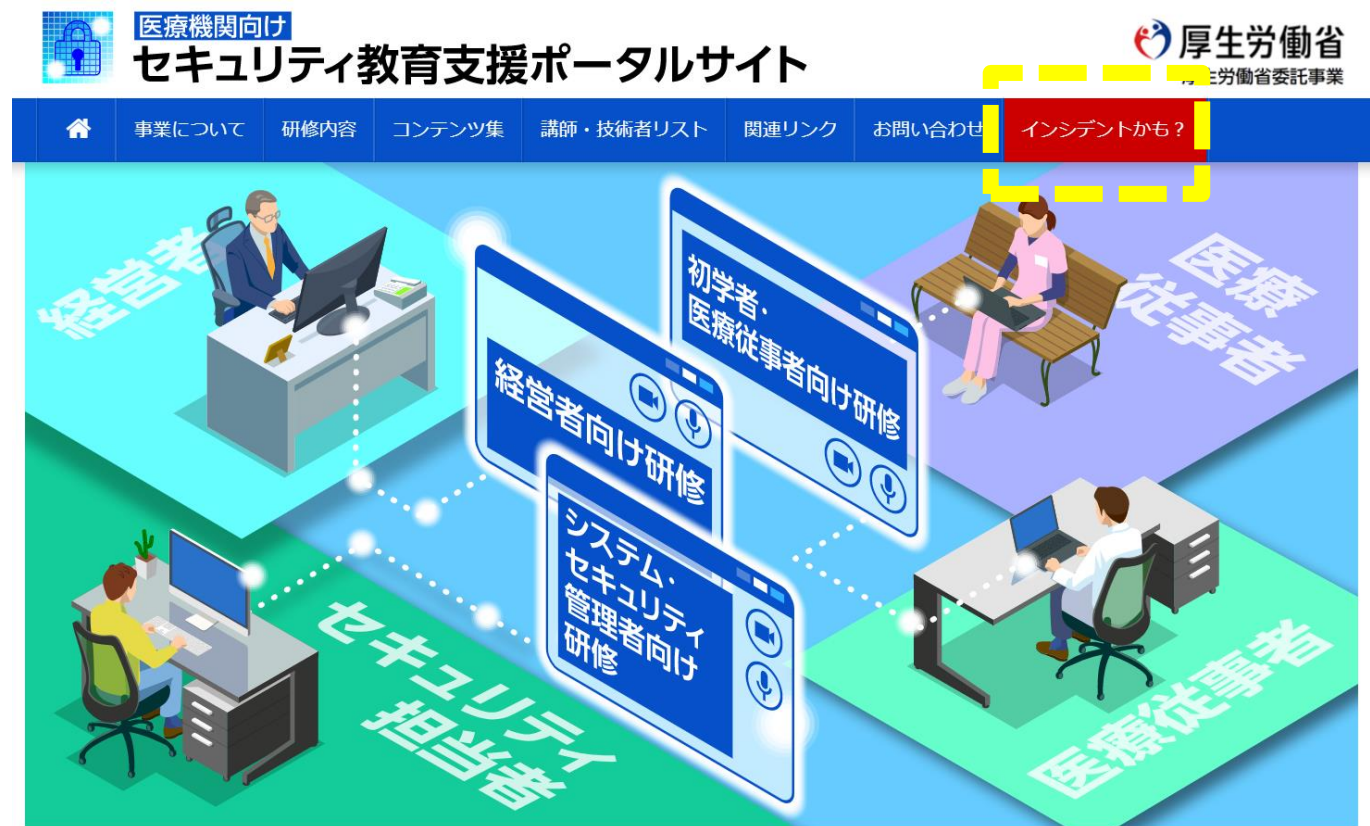 医療機関向け
セキュリティ教育支援ポータルサイト
厚生労働省
厚生労働省委託事業
事業について
研修内容
コンテンツ集
講師・技術者リスト
関連リンク
お問い合わせ
インシデントかも？
経営者
初学者・
医療従事者向け研修
医療
従事者
経営者向け研修
システム・
セキュリティ
管理者向け
研修
セキュリティ
担当者
医療従事者